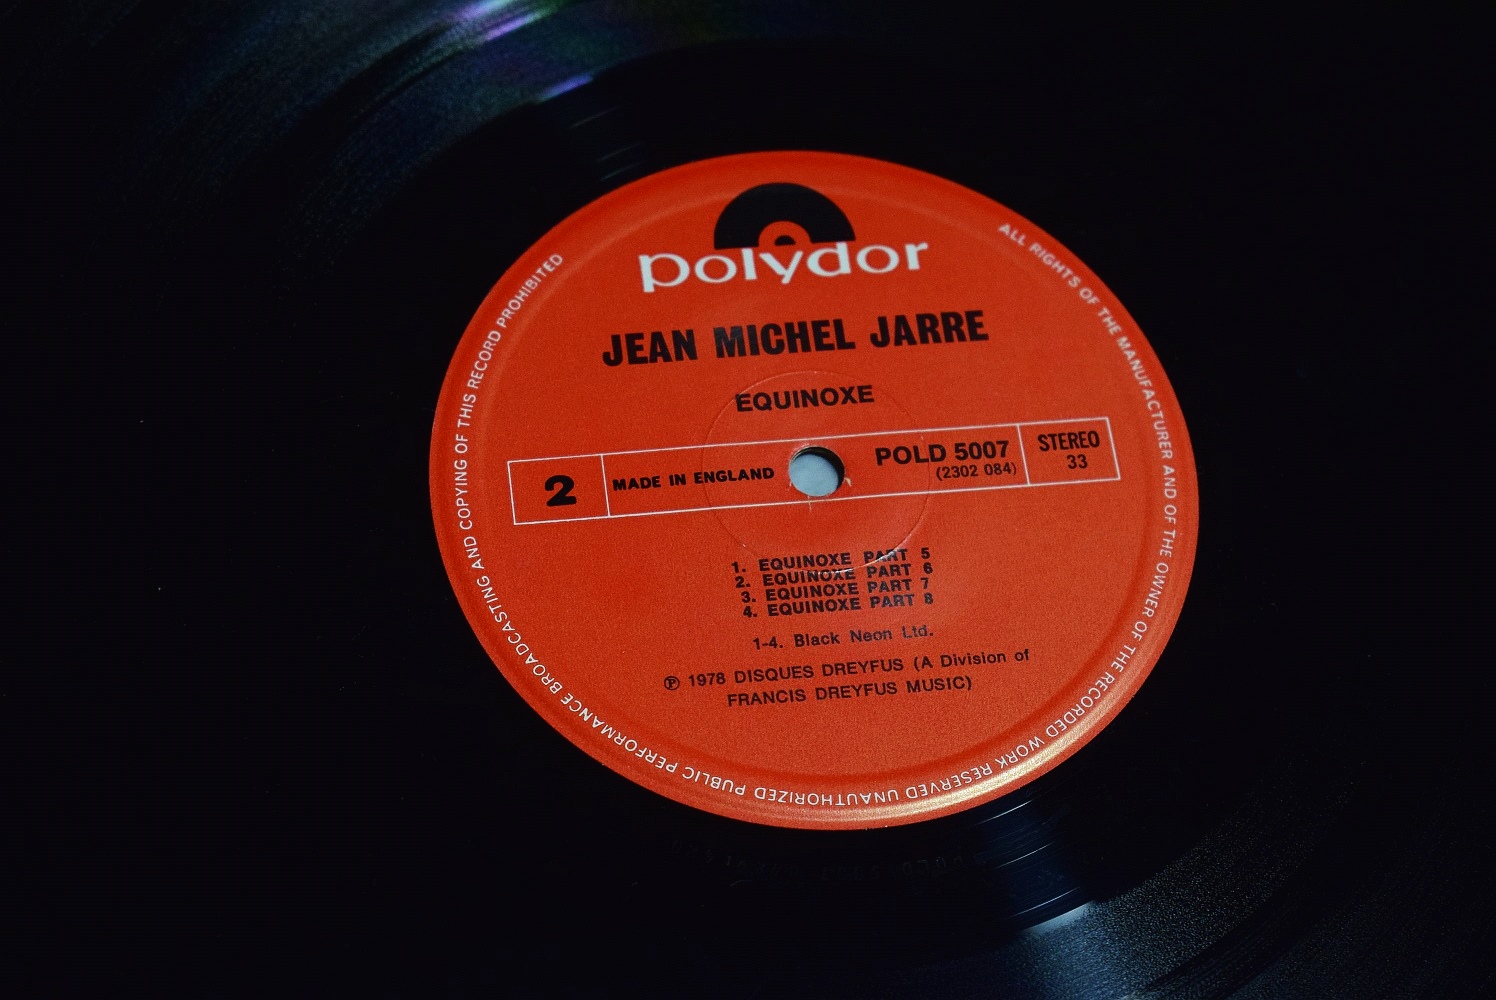 polydor
JEAN MICHEL JARRE
EQUINOXE
2
MADE IN ENGLAND
POLD 5007
(2302 084)
STEREO
33
1. EQUINOXE PART 5
2. EQUINOXE PART 6
3. EQUINOXE PART 7
4. EQUINOXE PART 8
1-4. Black Neon Ltd.
℗ 1978 DISQUES DREYFUS (A Division of
FRANCIS DREYFUS MUSIC)
ALL RIGHTS OF THE MANUFACTURER AND OF THE OWNER OF THE RECORDED WORK RESERVED UNAUTHORIZED PUBLIC PERFORMANCE BROADCASTING AND COPYING OF THIS RECORD PROHIBITED